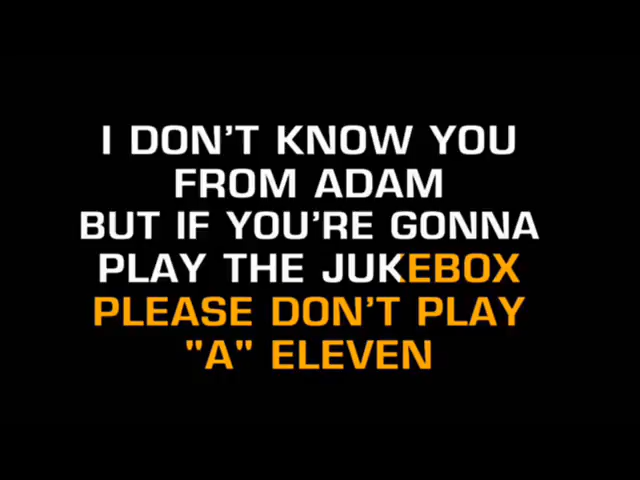 I DON'T KNOW YOU
FROM ADAM
BUT IF YOU'RE GONNA
PLAY THE JUKEBOX
PLEASE DON'T PLAY
"A" ELEVEN